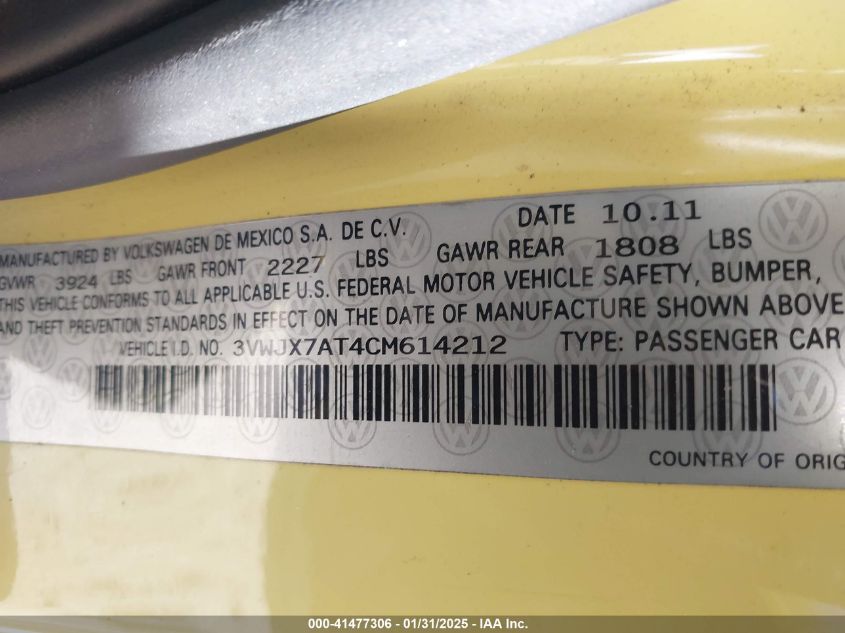 MANUFACTURED BY VOLKSWAGEN DE MEXICO S.A. DE C.V. DATE 10.11
GVWR 3924 LBS GAWR FRONT 2227 LBS GAWR REAR 1808 LBS
THIS VEHICLE CONFORMS TO ALL APPLICABLE U.S. FEDERAL MOTOR VEHICLE SAFETY, BUMPER,
AND THEFT PREVENTION STANDARDS IN EFFECT ON THE DATE OF MANUFACTURE SHOWN ABOVE
VEHICLE I.D. NO. 3VWJX7AT4CM614212 TYPE: PASSENGER CAR
COUNTRY OF ORIG
000-41477306 - 01/31/2025 - IAA Inc.